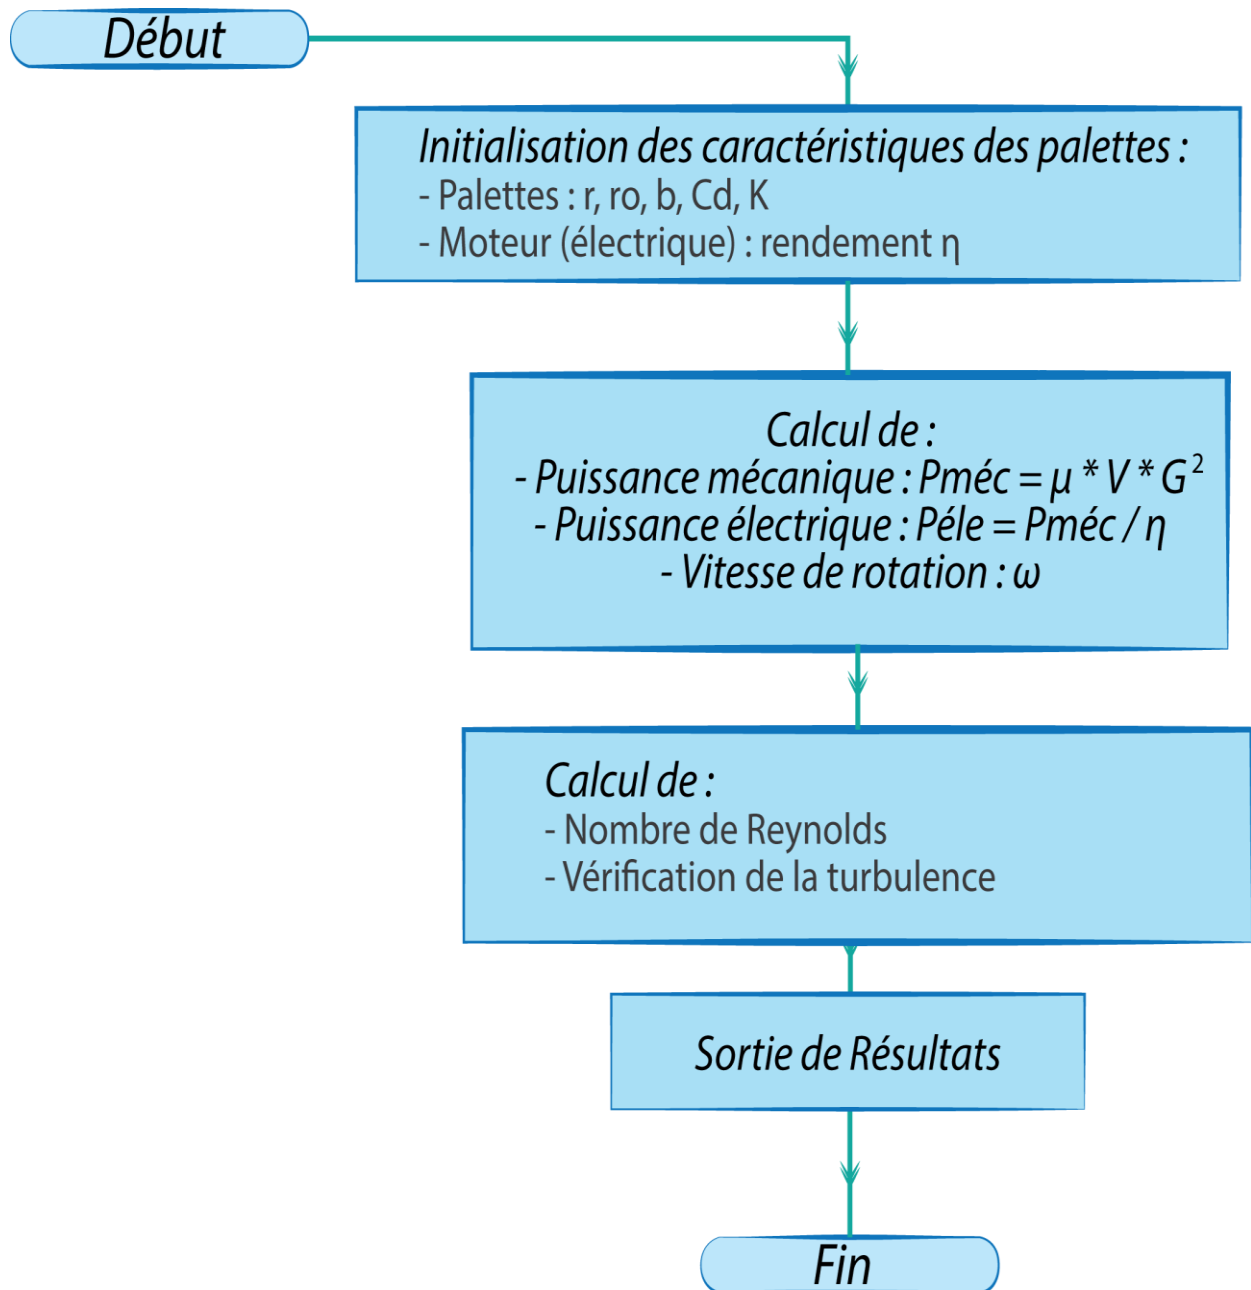 Début
Initialisation des caractéristiques des palettes :
- Palettes : r, ro, b, Cd, K
- Moteur (électrique) : rendement η
Calcul de :
- Puissance mécanique : Pméc = μ * V * G²
- Puissance électrique : Péle = Pméc / η
- Vitesse de rotation : ω
Calcul de :
- Nombre de Reynolds
- Vérification de la turbulence
Sortie de Résultats
Fin